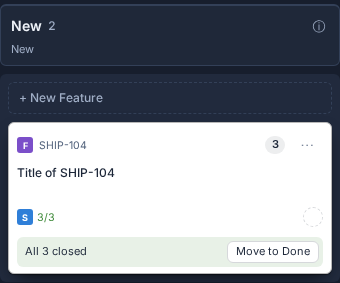 New 2
New
+ New Feature
F SHIP-104 3 ...
Title of SHIP-104
S 3/3
All 3 closed Move to Done